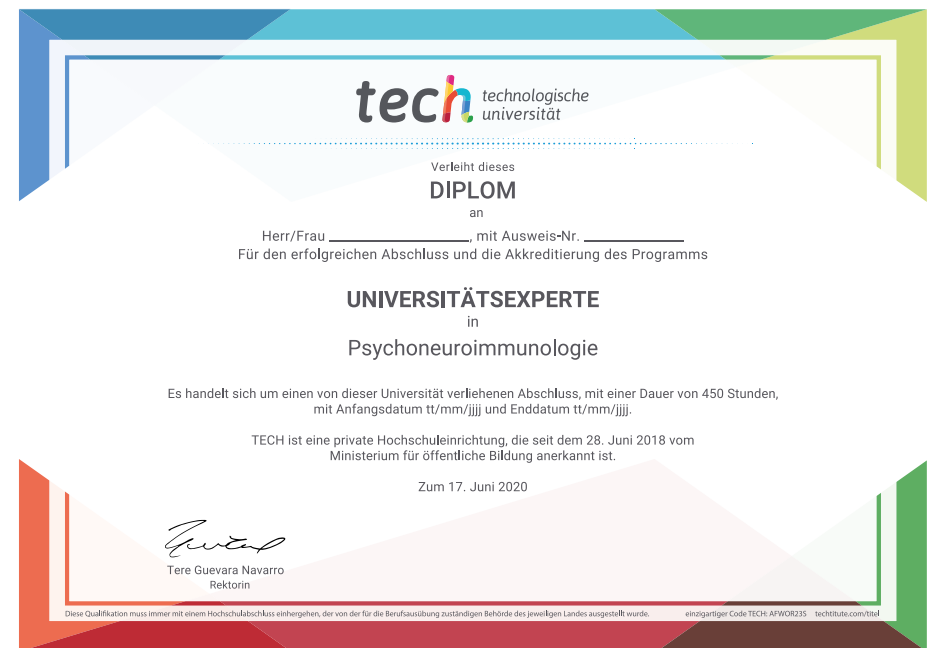 tech technologische
universität
Verleiht dieses
DIPLOM
an
Herr/Frau ____________________, mit Ausweis-Nr. ______________
Für den erfolgreichen Abschluss und die Akkreditierung des Programms
UNIVERSITÄTSEXPERTE
in
Psychoneuroimmunologie
Es handelt sich um einen von dieser Universität verliehenen Abschluss, mit einer Dauer von 450 Stunden,
mit Anfangsdatum tt/mm/jjjj und Enddatum tt/mm/jjjj.
TECH ist eine private Hochschuleinrichtung, die seit dem 28. Juni 2018 vom
Ministerium für öffentliche Bildung anerkannt ist.
Zum 17. Juni 2020
Tere Guevara Navarro
Rektorin
Diese Qualifikation muss immer mit einem Hochschulabschluss einhergehen, der von der für die Berufsausübung zuständigen Behörde des jeweiligen Landes ausgestellt wurde. einzigartiger Code TECH: AFWOR23S techtitute.com/titel